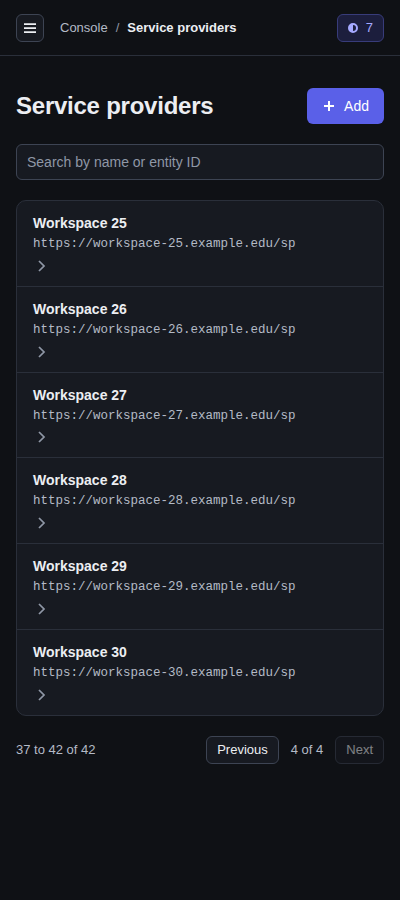 Console / Service providers
7
Service providers
Add
Search by name or entity ID
Workspace 25
https://workspace-25.example.edu/sp
Workspace 26
https://workspace-26.example.edu/sp
Workspace 27
https://workspace-27.example.edu/sp
Workspace 28
https://workspace-28.example.edu/sp
Workspace 29
https://workspace-29.example.edu/sp
Workspace 30
https://workspace-30.example.edu/sp
37 to 42 of 42
Previous
4 of 4
Next